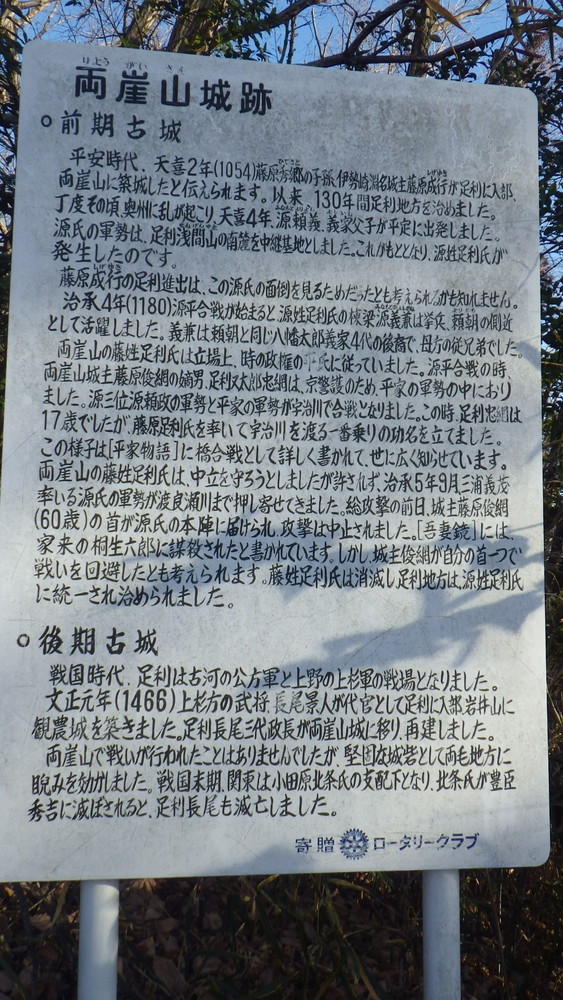 りょう がい さん
両崖山城跡
○前期古城
平安時代、天喜2年(1054)藤原秀郷の子孫、伊勢崎渕名城主藤原成行が足利に入部、
両崖山に築城したと伝えられます。以来、130年間足利地方を治めました。
丁度その頃、奥州に乱が起こり、天喜4年、源頼義、義家父子が平定に出発しました。
源氏の軍勢は、足利浅間山の南麓を中継基地としました。これがもととなり、源姓足利氏が
発生したのです。
藤原成行の足利進出は、この源氏の面倒を見るためだったとも考えられるかも知れません。
治承4年(1180)源平合戦が始まると、源姓足利氏の棟梁源義兼は挙兵、頼朝の側近
として活躍しました。義兼は頼朝と同じ八幡太郎義家4代の後裔で、母方の従兄弟でした。
両崖山の藤姓足利氏は立場上、時の政権の平氏に従っていました。源平合戦の時、
両崖山城主藤原俊綱の嫡男、足利又太郎忠綱は、京警護のため、平家の軍勢の中におり
ました。源三位源頼政の軍勢と平家の軍勢が宇治川で合戦となりました。この時、足利忠綱は
17歳でしたが、藤原足利氏を率いて宇治川を渡る一番乗りの功名を立てました。
この様子は[平家物語]に橋合戦として詳しく書かれて、世に広く知らせています。
両崖山の藤姓足利氏は、中立を守ろうとしましたが許されず、治承5年9月、三浦義茂
率いる源氏の軍勢が渡良瀬川まで押し寄せてきました。総攻撃の前日、城主藤原俊綱
(60歳)の首が源氏の本陣に届けられ、攻撃は中止されました。[吾妻鏡]には、
家来の桐生六郎に謀殺されたと書かれています。しかし、城主俊綱が自分の首一つで
戦いを回避したとも考えられます。藤姓足利氏は消滅し足利地方は、源姓足利氏
に統一され治められました。
○後期古城
戦国時代、足利は古河の公方軍と上野の上杉軍の戦場となりました。
文正元年(1466)上杉方の武将、長尾景人が代官として足利に入部、岩井山に
観農城を築きました。足利長尾三代政長が両崖山城に移り、再建しました。
両崖山で戦いが行われたことはありませんでしたが、堅固な城砦として両毛地方に
睨みを効かしました。戦国末期、関東は小田原北条氏の支配下となり、北条氏が豊臣
秀吉に滅ぼされると、足利長尾も滅亡しました。
寄贈 ロータリークラブ